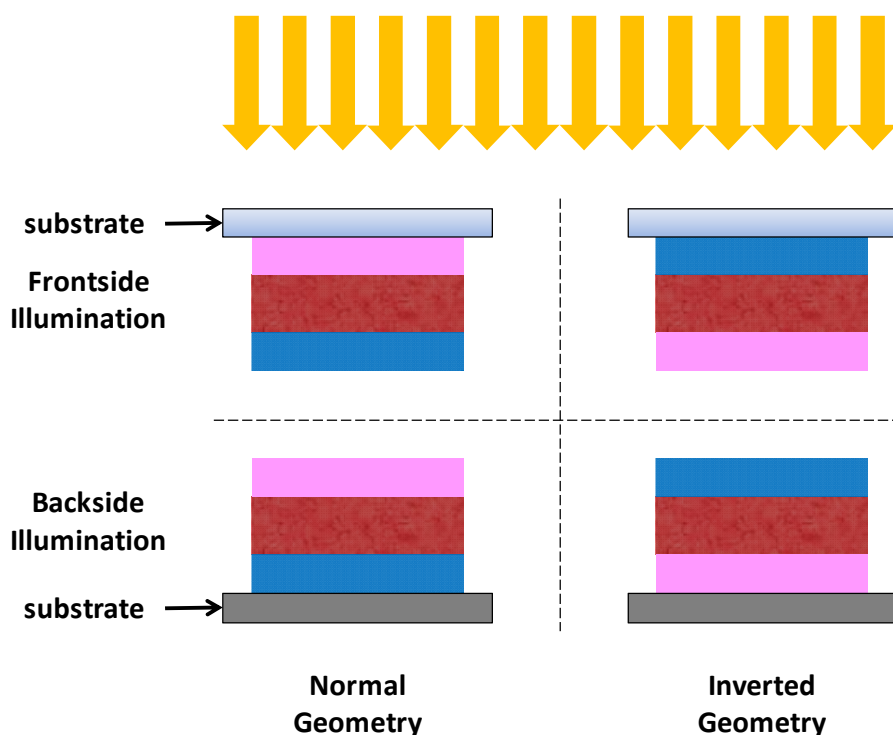 substrate
Frontside
Illumination
Backside
Illumination
substrate
Normal
Geometry
Inverted
Geometry